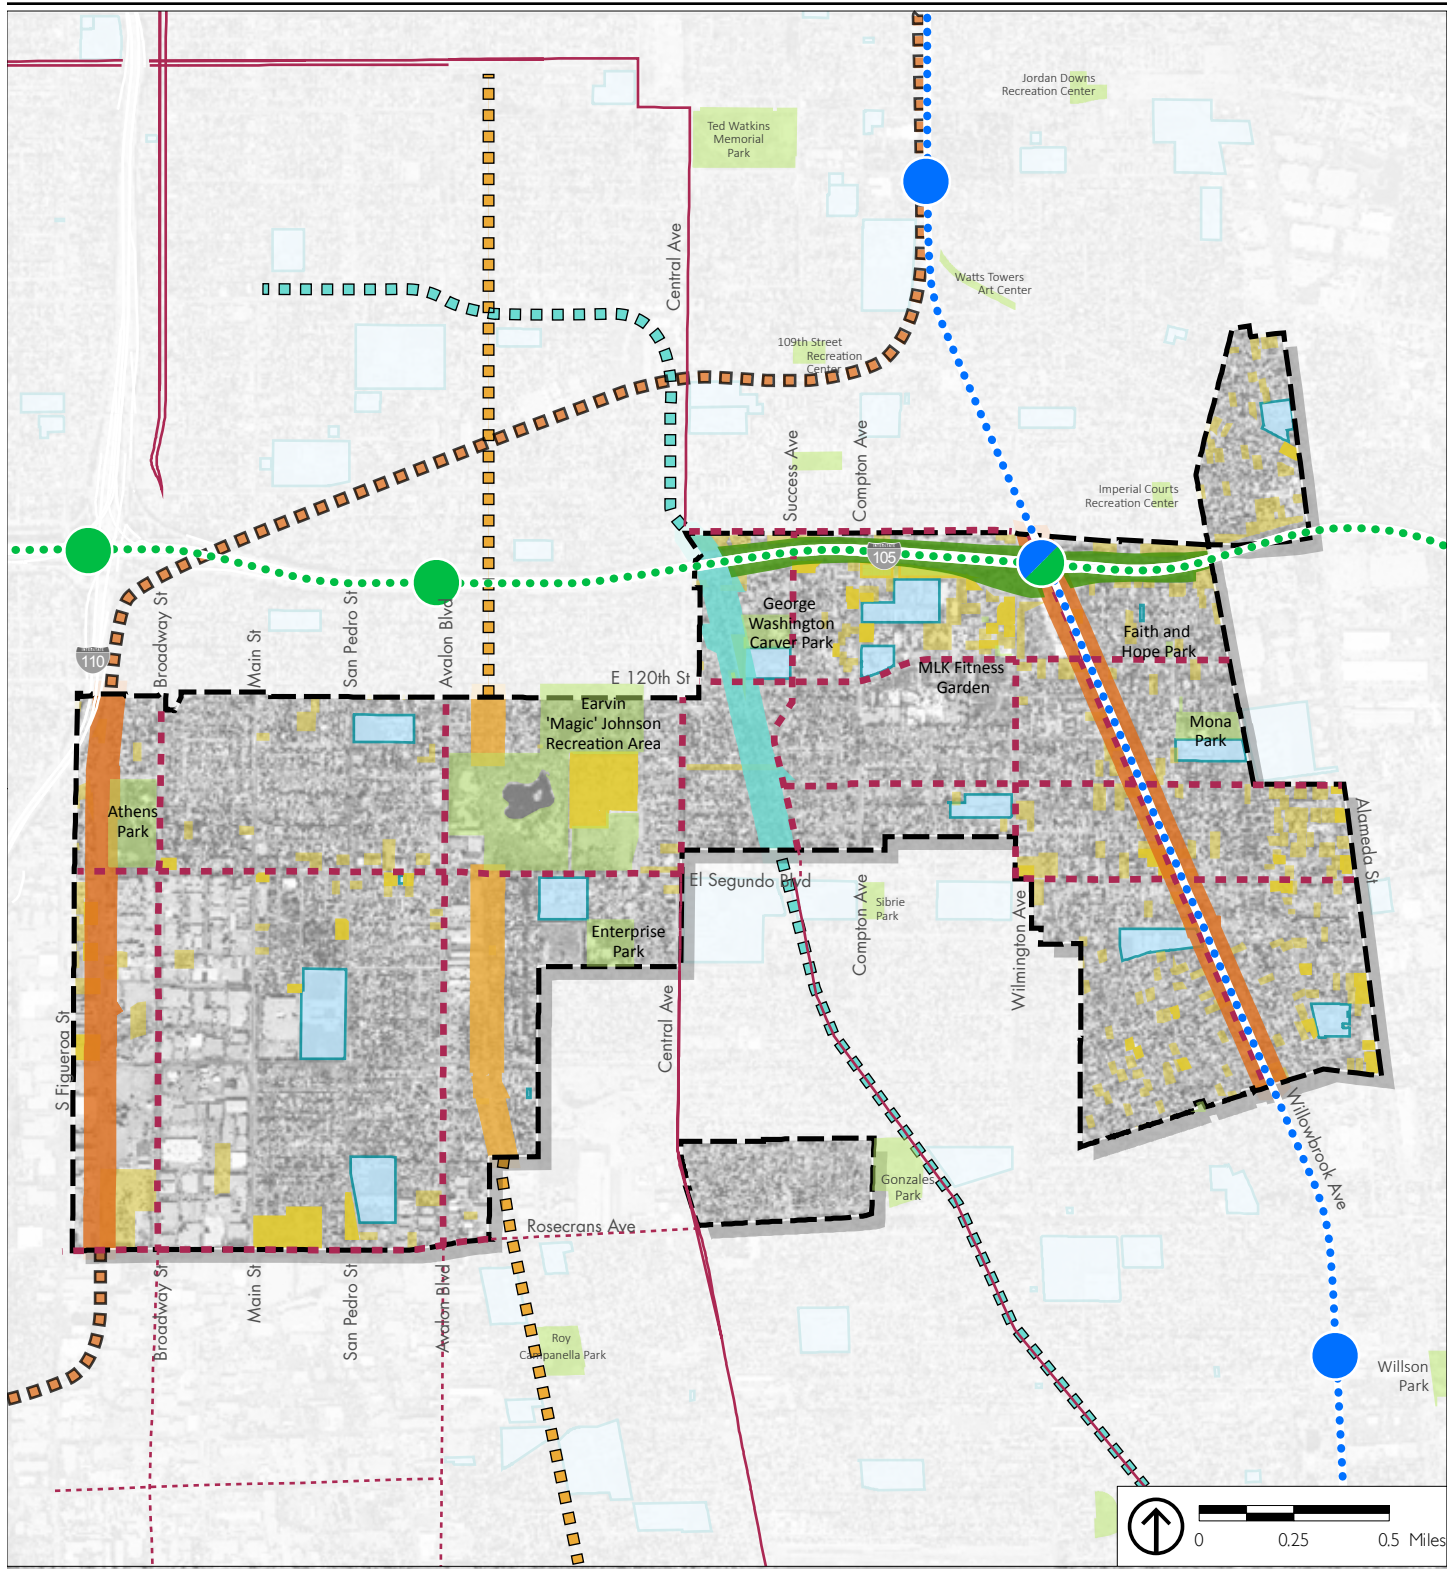 Jordan Downs
Recreation Center
Ted Watkins
Memorial
Park
Central Ave
Watts Towers
Art Center
109th Street
Recreation
Center
Success Ave
Compton Ave
Imperial Courts
Recreation Center
105
110
Broadway St
Main St
San Pedro St
Avalon Blvd
E 120th St
George
Washington
Carver Park
Faith and
Hope Park
MLK Fitness
Garden
Earvin
'Magic' Johnson
Recreation Area
Mona
Park
Athens
Park
Alameda St
El Segundo Blvd
Compton Ave
Sibrie
Park
Enterprise
Park
Wilmington Ave
Central Ave
S Figueroa St
Willowbrook Ave
Gonzales
Park
Rosecrans Ave
Broadway St
Main St
San Pedro St
Avalon Blvd
Roy
Campanella Park
Willson
Park
0
0.25
0.5 Miles